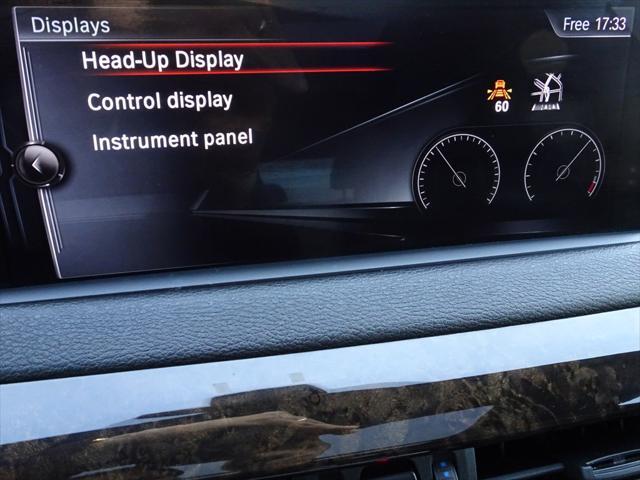 Displays
Free 17:33
Head-Up Display
Control display
60
Instrument panel